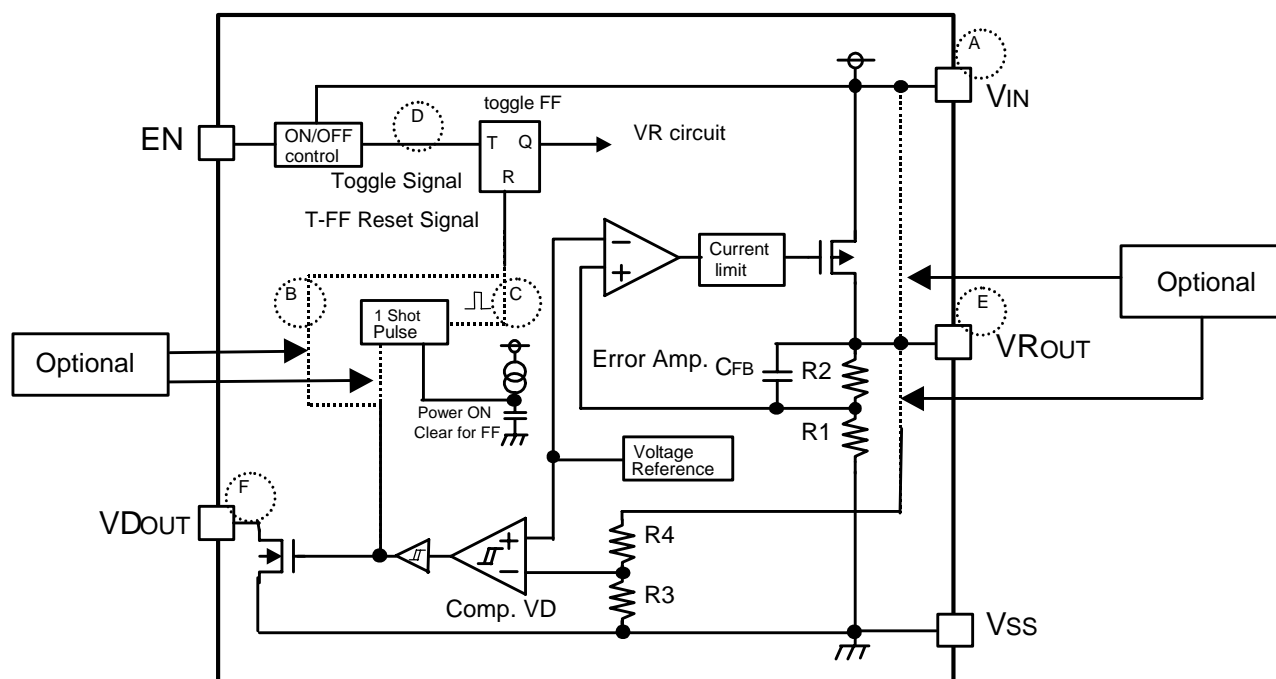 A
VIN
toggle FF
D
EN
ON/OFF
control
T
Q
R
VR circuit
Toggle Signal
T-FF Reset Signal
−
+
Current
limit
Optional
B
C
E
1 Shot
Pulse
VROUT
Optional
Error Amp.
CFB
R2
Power ON
Clear for FF
R1
Voltage
Reference
F
VDOUT
+
−
R4
R3
Comp. VD
VSS